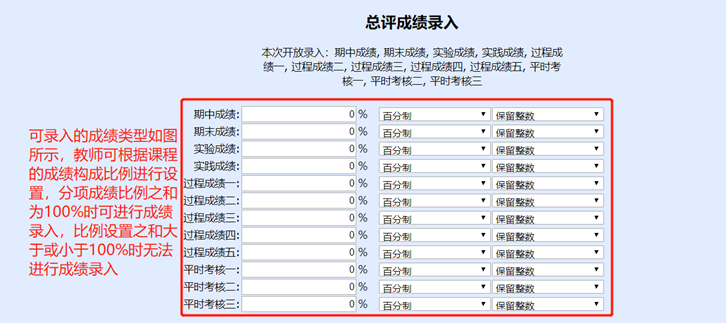 总评成绩录入
本次开放录入：期中成绩, 期末成绩, 实验成绩, 实践成绩, 过程成
绩一, 过程成绩二, 过程成绩三, 过程成绩四, 过程成绩五, 平时考
核一, 平时考核二, 平时考核三
可录入的成绩类型如图
所示，教师可根据课程
的成绩构成比例进行设
置，分项成绩比例之和
为100%时可进行成绩
录入，比例设置之和大
于或小于100%时无法
进行成绩录入
期中成绩: 0 % 百分制 保留整数
期末成绩: 0 % 百分制 保留整数
实验成绩: 0 % 百分制 保留整数
实践成绩: 0 % 百分制 保留整数
过程成绩一: 0 % 百分制 保留整数
过程成绩二: 0 % 百分制 保留整数
过程成绩三: 0 % 百分制 保留整数
过程成绩四: 0 % 百分制 保留整数
过程成绩五: 0 % 百分制 保留整数
平时考核一: 0 % 百分制 保留整数
平时考核二: 0 % 百分制 保留整数
平时考核三: 0 % 百分制 保留整数